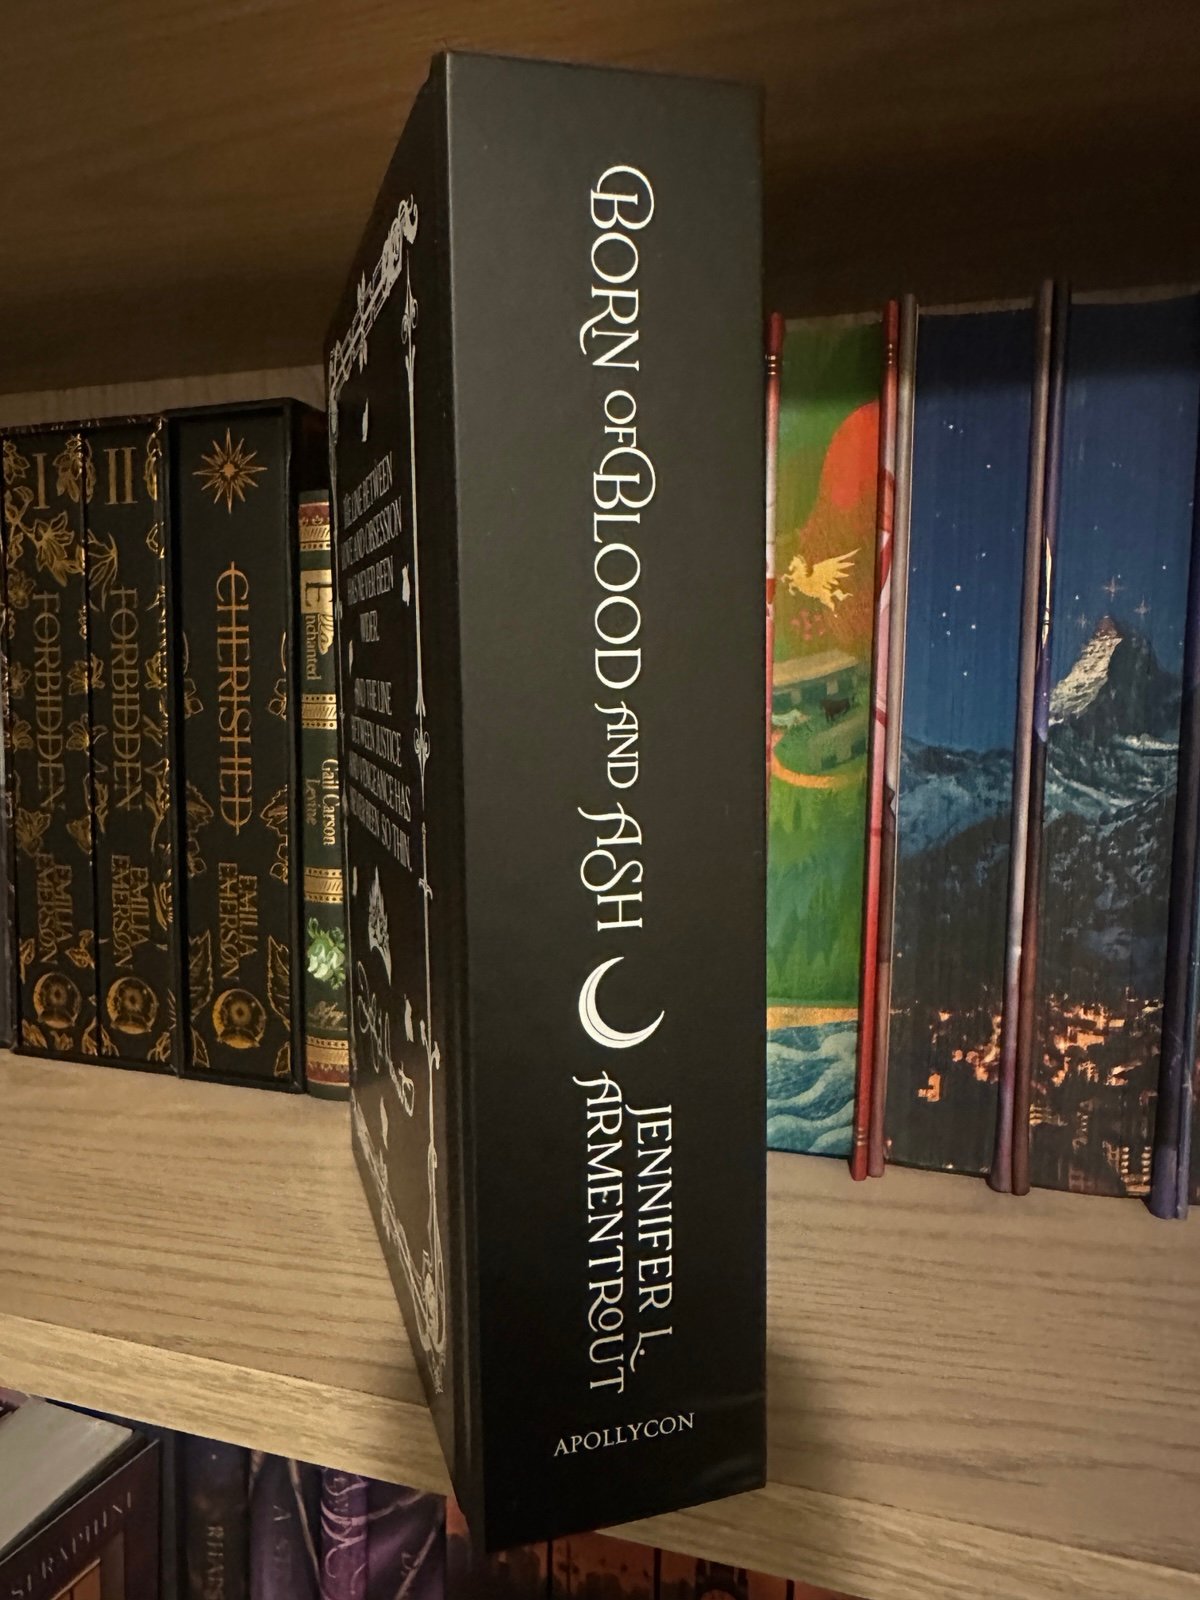 I
FORBIDDEN
EMILIA
EMERSON
II
FORBIDDEN
EMILIA
EMERSON
CHERISHED
EMILIA
EMERSON
Enchanted
Gail Carson
Levine
THE LINE BETWEEN
LOVE AND OBSESSION
HAS NEVER BEEN
WIDER.
AND THE LINE
BETWEEN JUSTICE
AND VENGEANCE HAS
NEVER BEEN SO THIN.
BORN OF BLOOD AND ASH
JENNIFER L.
ARMENTROUT
APOLLYCON
SERAPHINE